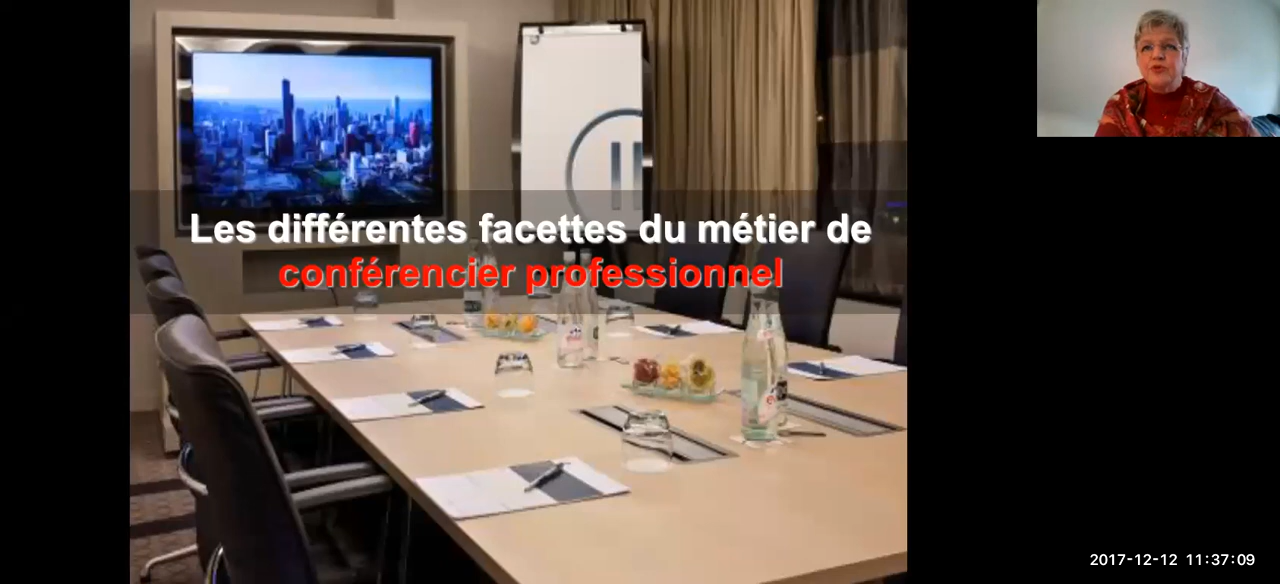 Les différentes facettes du métier de
conférencier professionnel
2017-12-12 11:37:09